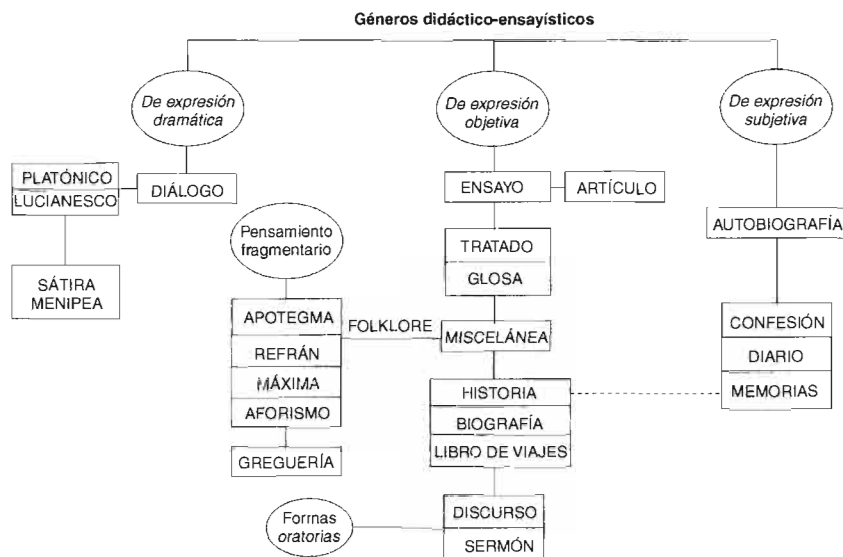 Géneros didáctico-ensayísticos
De expresión
dramática
De expresión
objetiva
De expresión
subjetiva
PLATÓNICO
LUCIANESCO
DIÁLOGO
SÁTIRA
MENIPEA
Pensamiento
fragmentario
APOTEGMA
REFRÁN
MÁXIMA
AFORISMO
GREGUERÍA
FOLKLORE
ENSAYO
ARTÍCULO
TRATADO
GLOSA
MISCELÁNEA
HISTORIA
BIOGRAFÍA
LIBRO DE VIAJES
Formas
oratorias
DISCURSO
SERMÓN
AUTOBIOGRAFÍA
CONFESIÓN
DIARIO
MEMORIAS